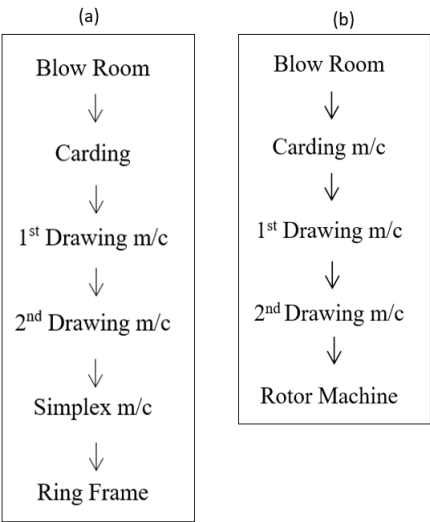 (a)
Blow Room
Carding
1st Drawing m/c
2nd Drawing m/c
Simplex m/c
Ring Frame
(b)
Blow Room
Carding m/c
1st Drawing m/c
2nd Drawing m/c
Rotor Machine